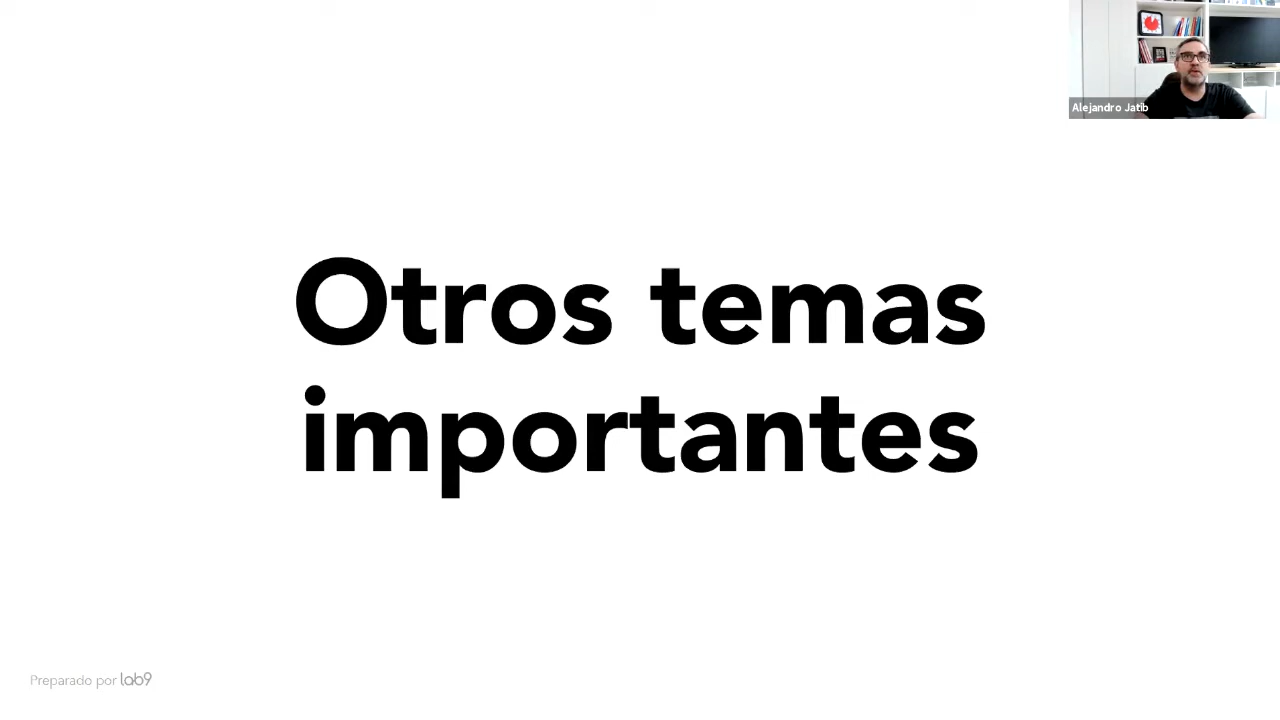 Alejandro Jatib
Otros temas
importantes
Preparado por lab9